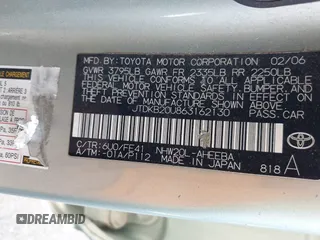 MFD BY: TOYOTA MOTOR CORPORATION 02/06
GVWR 3795LB GAWR FR 2335LB RR 2250LB
THIS VEHICLE CONFORMS TO ALL APPLICABLE
FEDERAL MOTOR VEHICLE SAFETY, BUMPER, AND
THEFT PREVENTION STANDARDS IN EFFECT ON THE
DATE OF MANUFACTURE SHOWN ABOVE.
JTDKB20U863162130 PASS.CAR
C/TR:6U0/FE41 NHW20L-AHEEBA
A/TM:-01A/P112 MADE IN JAPAN 818 A
60PSI
DREAMBID